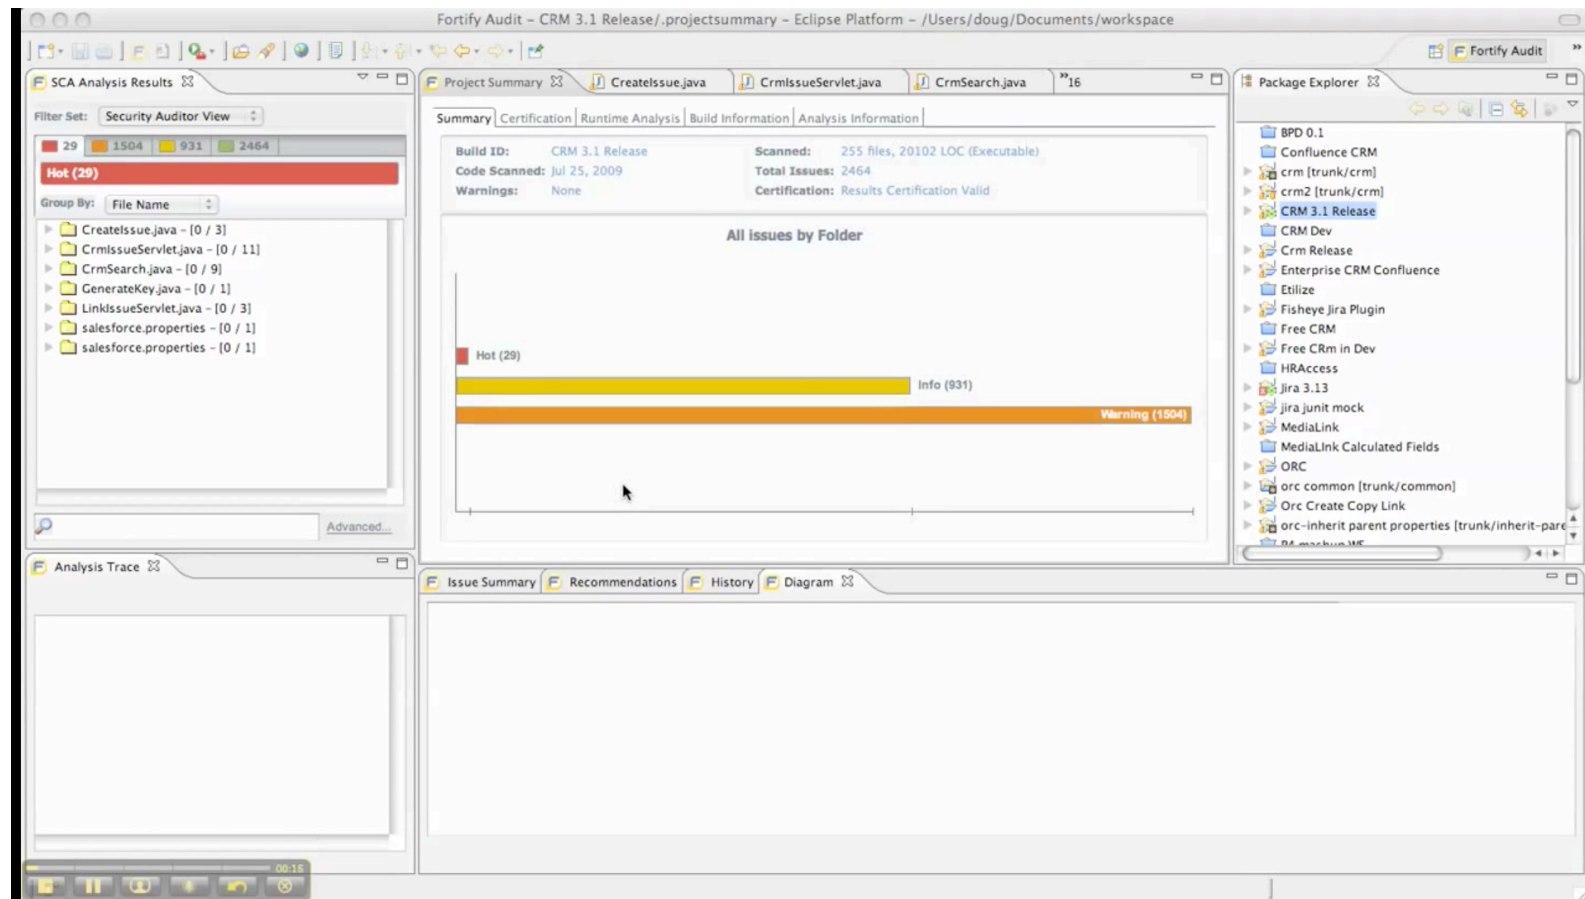 Fortify Audit – CRM 3.1 Release/.projectsummary – Eclipse Platform – /Users/doug/Documents/workspace
Fortify Audit
SCA Analysis Results
Filter Set: Security Auditor View
29 1504 931 2464
Hot (29)
Group By: File Name
CreateIssue.java – [0 / 3]
CrmIssueServlet.java – [0 / 11]
CrmSearch.java – [0 / 9]
GenerateKey.java – [0 / 1]
LinkIssueServlet.java – [0 / 3]
salesforce.properties – [0 / 1]
salesforce.properties – [0 / 1]
Advanced...
Analysis Trace
00:16
Project Summary CreateIssue.java CrmIssueServlet.java CrmSearch.java »16
Summary Certification Runtime Analysis Build Information Analysis Information
Build ID: CRM 3.1 Release Scanned: 255 files, 20102 LOC (Executable)
Code Scanned: Jul 25, 2009 Total Issues: 2464
Warnings: None Certification: Results Certification Valid
All issues by Folder
Hot (29)
Info (931)
Warning (1504)
Issue Summary Recommendations History Diagram
Package Explorer
BPD 0.1
Confluence CRM
crm [trunk/crm]
crm2 [trunk/crm]
CRM 3.1 Release
CRM Dev
Crm Release
Enterprise CRM Confluence
Etilize
Fisheye Jira Plugin
Free CRM
Free CRm in Dev
HRAccess
Jira 3.13
jira junit mock
MediaLink
MediaLInk Calculated Fields
ORC
orc common [trunk/common]
Orc Create Copy Link
orc-inherit parent properties [trunk/inherit-pare